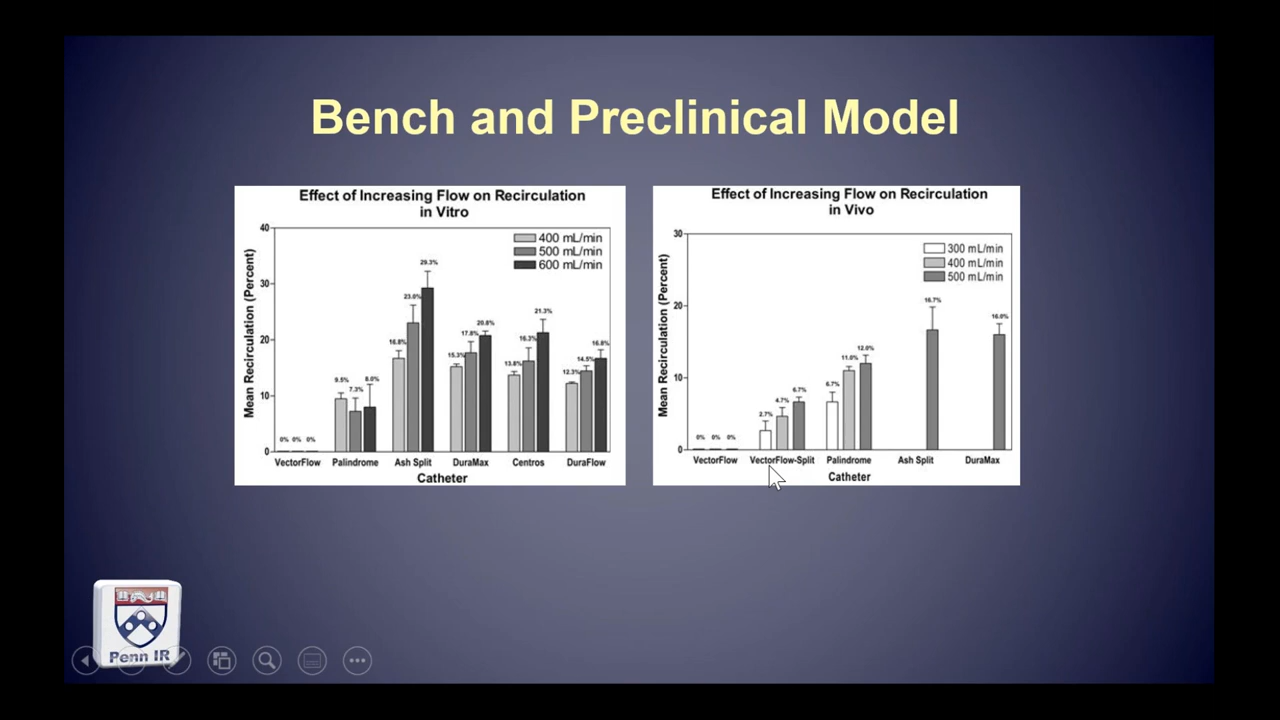 Bench and Preclinical Model
Effect of Increasing Flow on Recirculation
in Vitro
Mean Recirculation (Percent)
40
30
20
10
0
400 mL/min
500 mL/min
600 mL/min
0% 0% 0%
9.5% 7.3% 8.0%
16.8% 23.0% 29.3%
15.3% 17.8% 20.8%
13.8% 16.3% 21.3%
12.3% 14.5% 16.8%
VectorFlow Palindrome Ash Split DuraMax Centros DuraFlow
Catheter
Effect of Increasing Flow on Recirculation
in Vivo
Mean Recirculation (Percent)
30
20
10
0
300 mL/min
400 mL/min
500 mL/min
0% 0% 0%
2.7% 4.7% 6.7%
6.7% 11.0% 12.0%
16.7%
16.0%
VectorFlow VectorFlow-Split Palindrome Ash Split DuraMax
Catheter
Penn IR